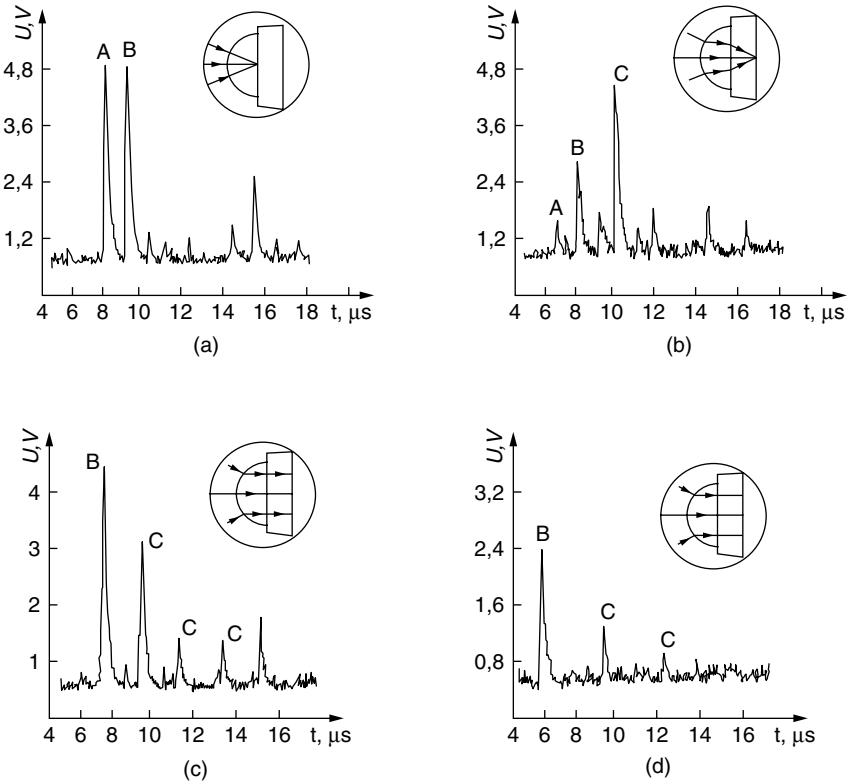 U,V
A B
4,8
3,6
2,4
1,2
4 6 8 10 12 14 16 18 t, μs
(a)
U,V
C
B
A
4,8
3,6
2,4
1,2
4 6 8 10 12 14 16 18 t, μs
(b)
U,V
B
C
C C
4
3
2
1
4 6 8 10 12 14 16 t, μs
(c)
U,V
B
C
C
3,2
2,4
1,6
0,8
4 6 8 10 12 14 16 t, μs
(d)